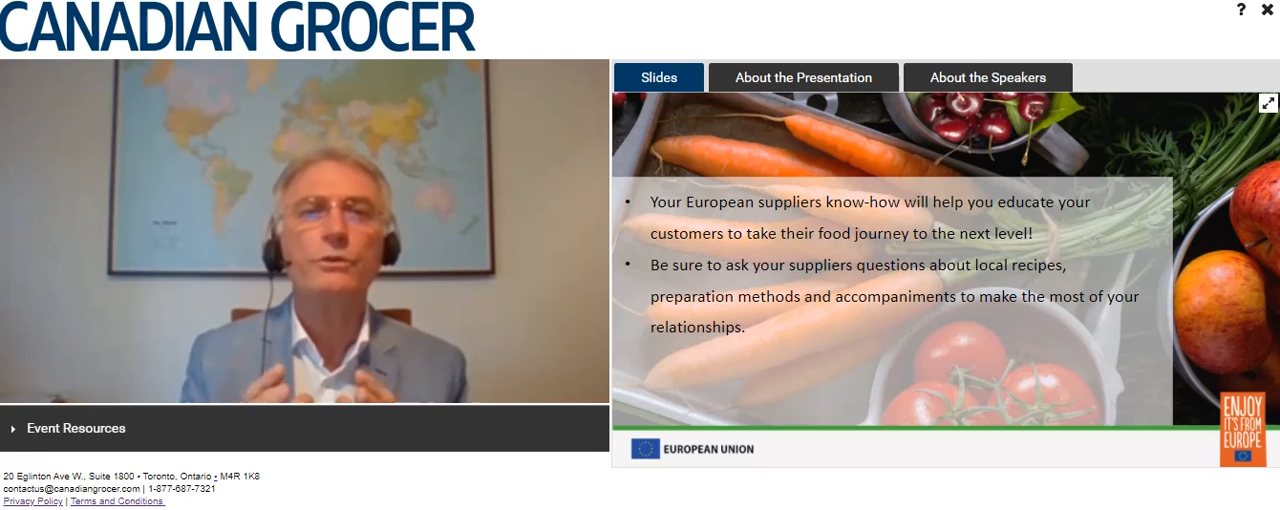 CANADIAN GROCER
?
Slides
About the Presentation
About the Speakers
• Your European suppliers know-how will help you educate your
customers to take their food journey to the next level!
• Be sure to ask your suppliers questions about local recipes,
preparation methods and accompaniments to make the most of your
relationships.
ENJOY
IT'S FROM
EUROPE
EUROPEAN UNION
Event Resources
20 Eglinton Ave W., Suite 1800 • Toronto, Ontario • M4R 1K8
contactus@canadiangrocer.com | 1-877-687-7321
Privacy Policy | Terms and Conditions